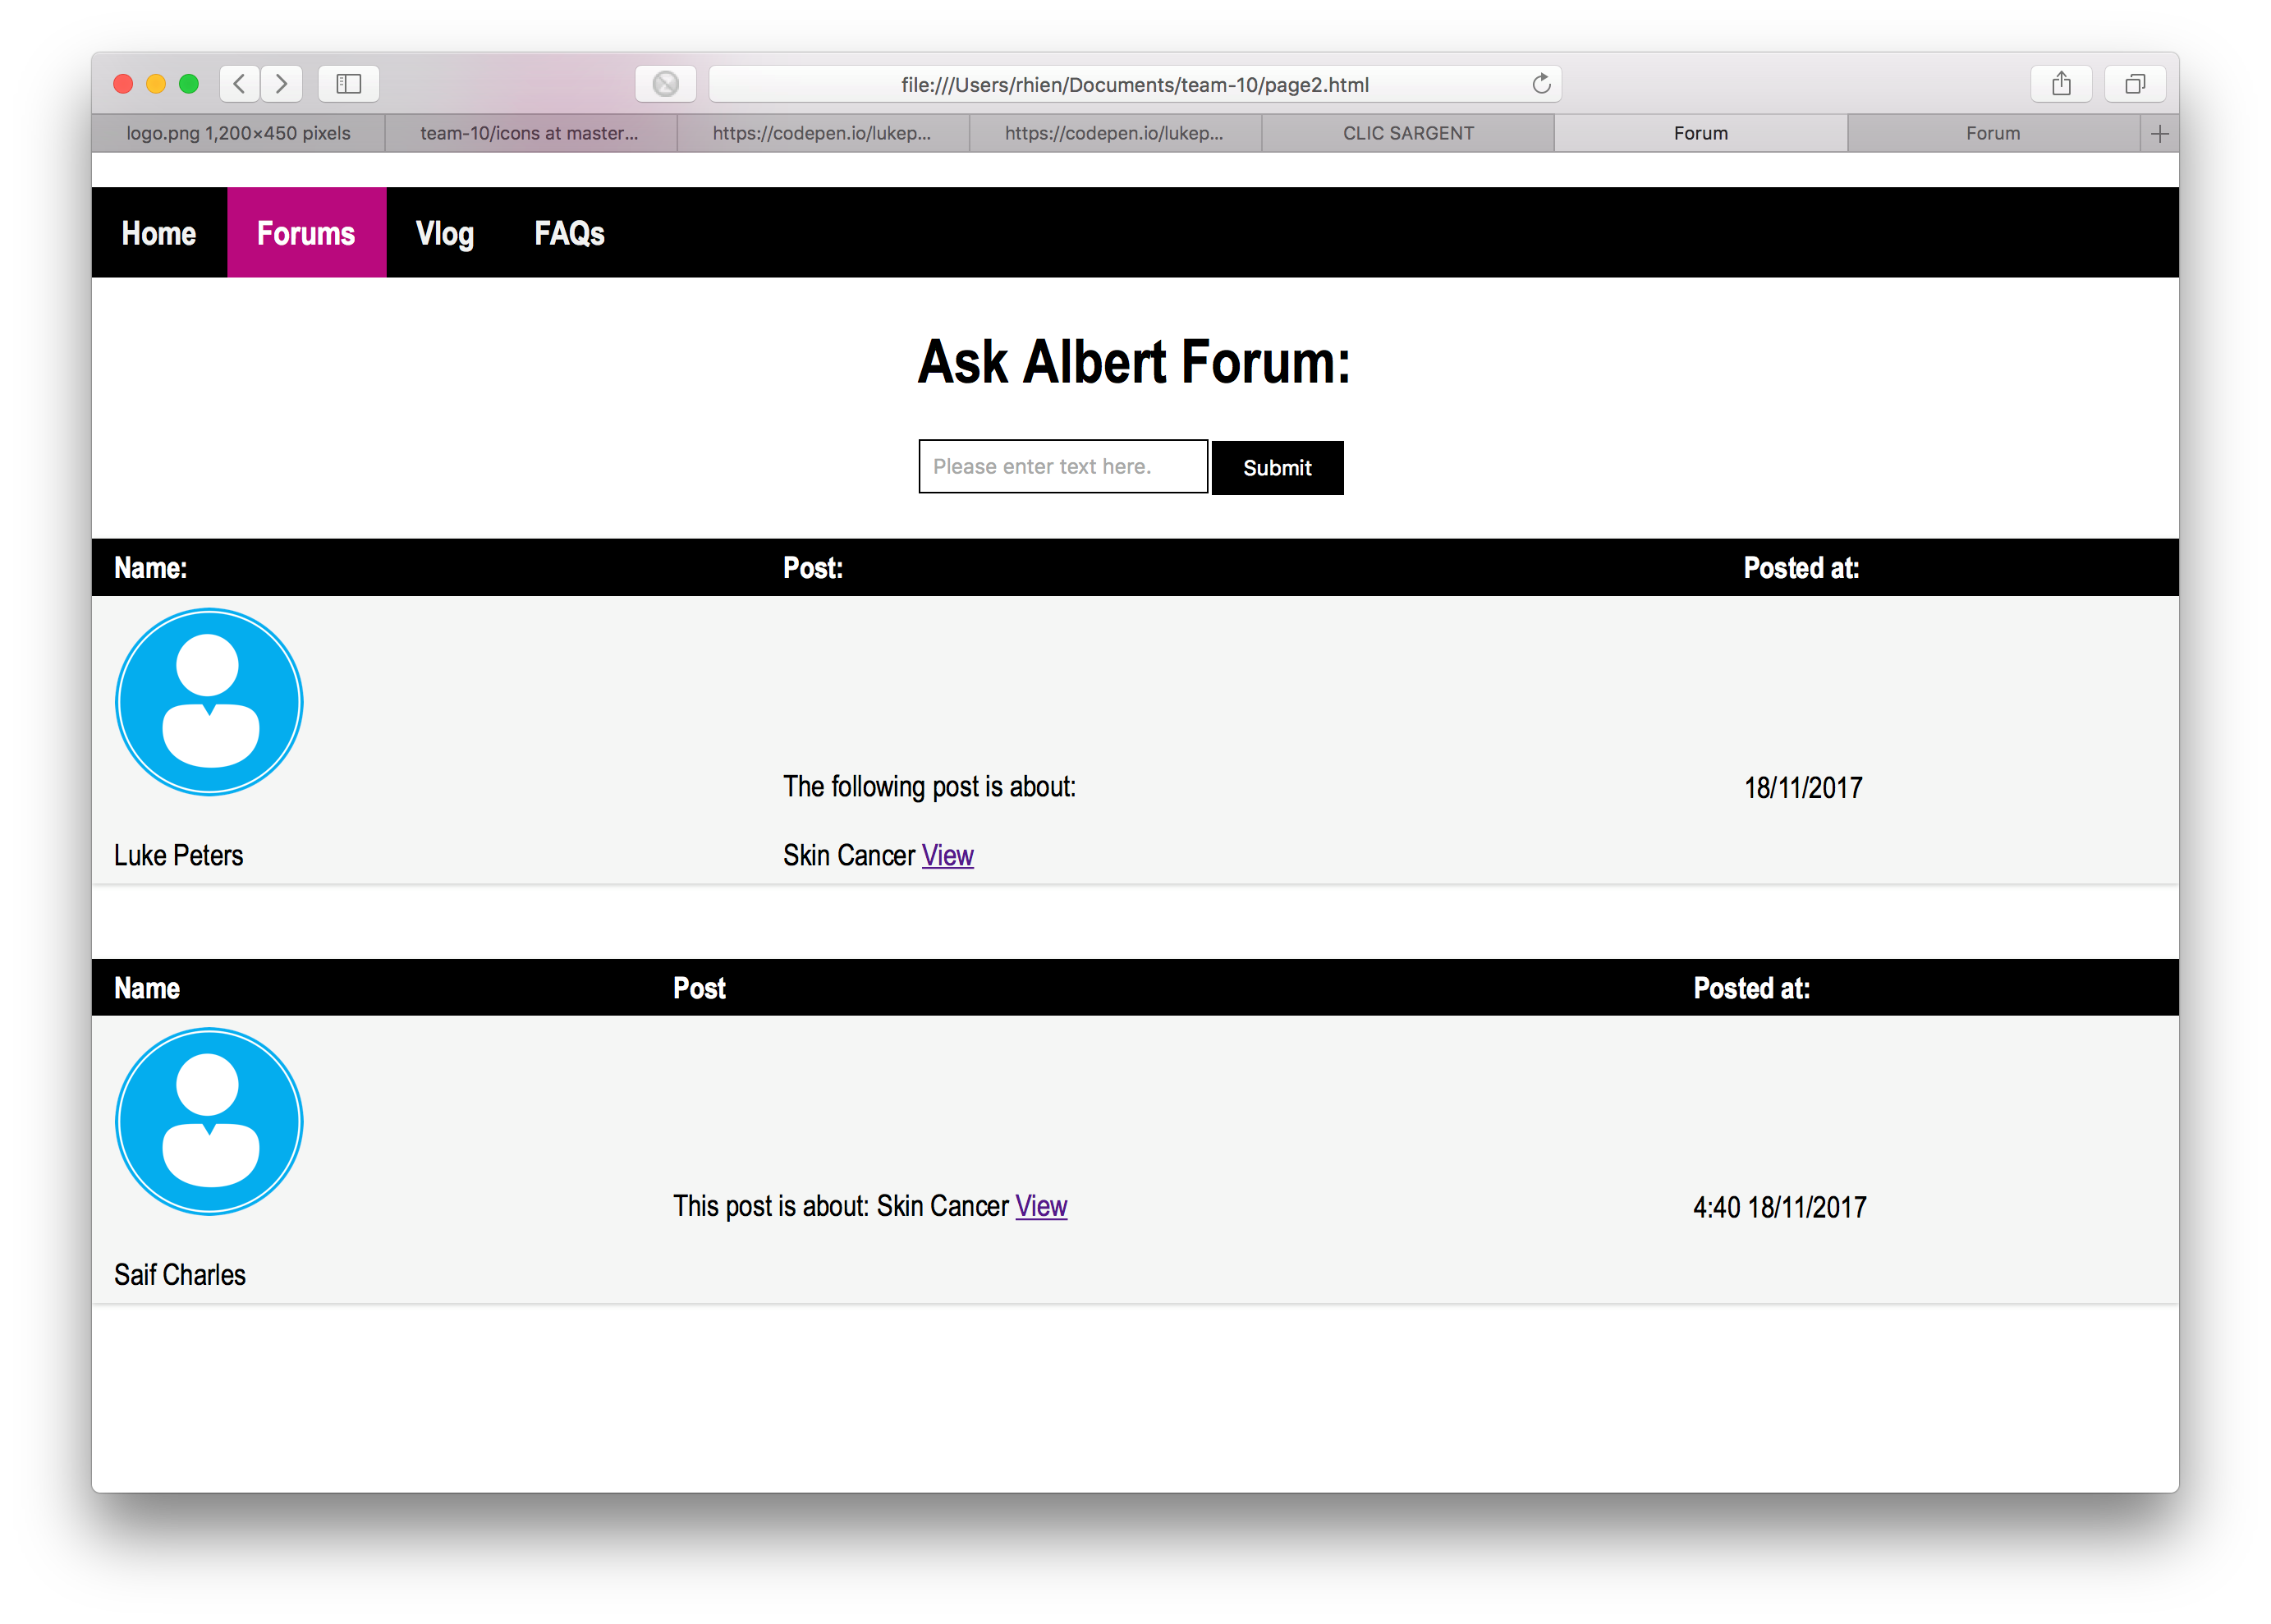 file:///Users/rhien/Documents/team-10/page2.html
logo.png 1,200×450 pixels
team-10/icons at master...
https://codepen.io/lukep...
https://codepen.io/lukep...
CLIC SARGENT
Forum
Forum
Home Forums Vlog FAQs
Ask Albert Forum:
Please enter text here. Submit
Name: Post: Posted at:
The following post is about: 18/11/2017
Luke Peters Skin Cancer View
Name Post Posted at:
This post is about: Skin Cancer View 4:40 18/11/2017
Saif Charles